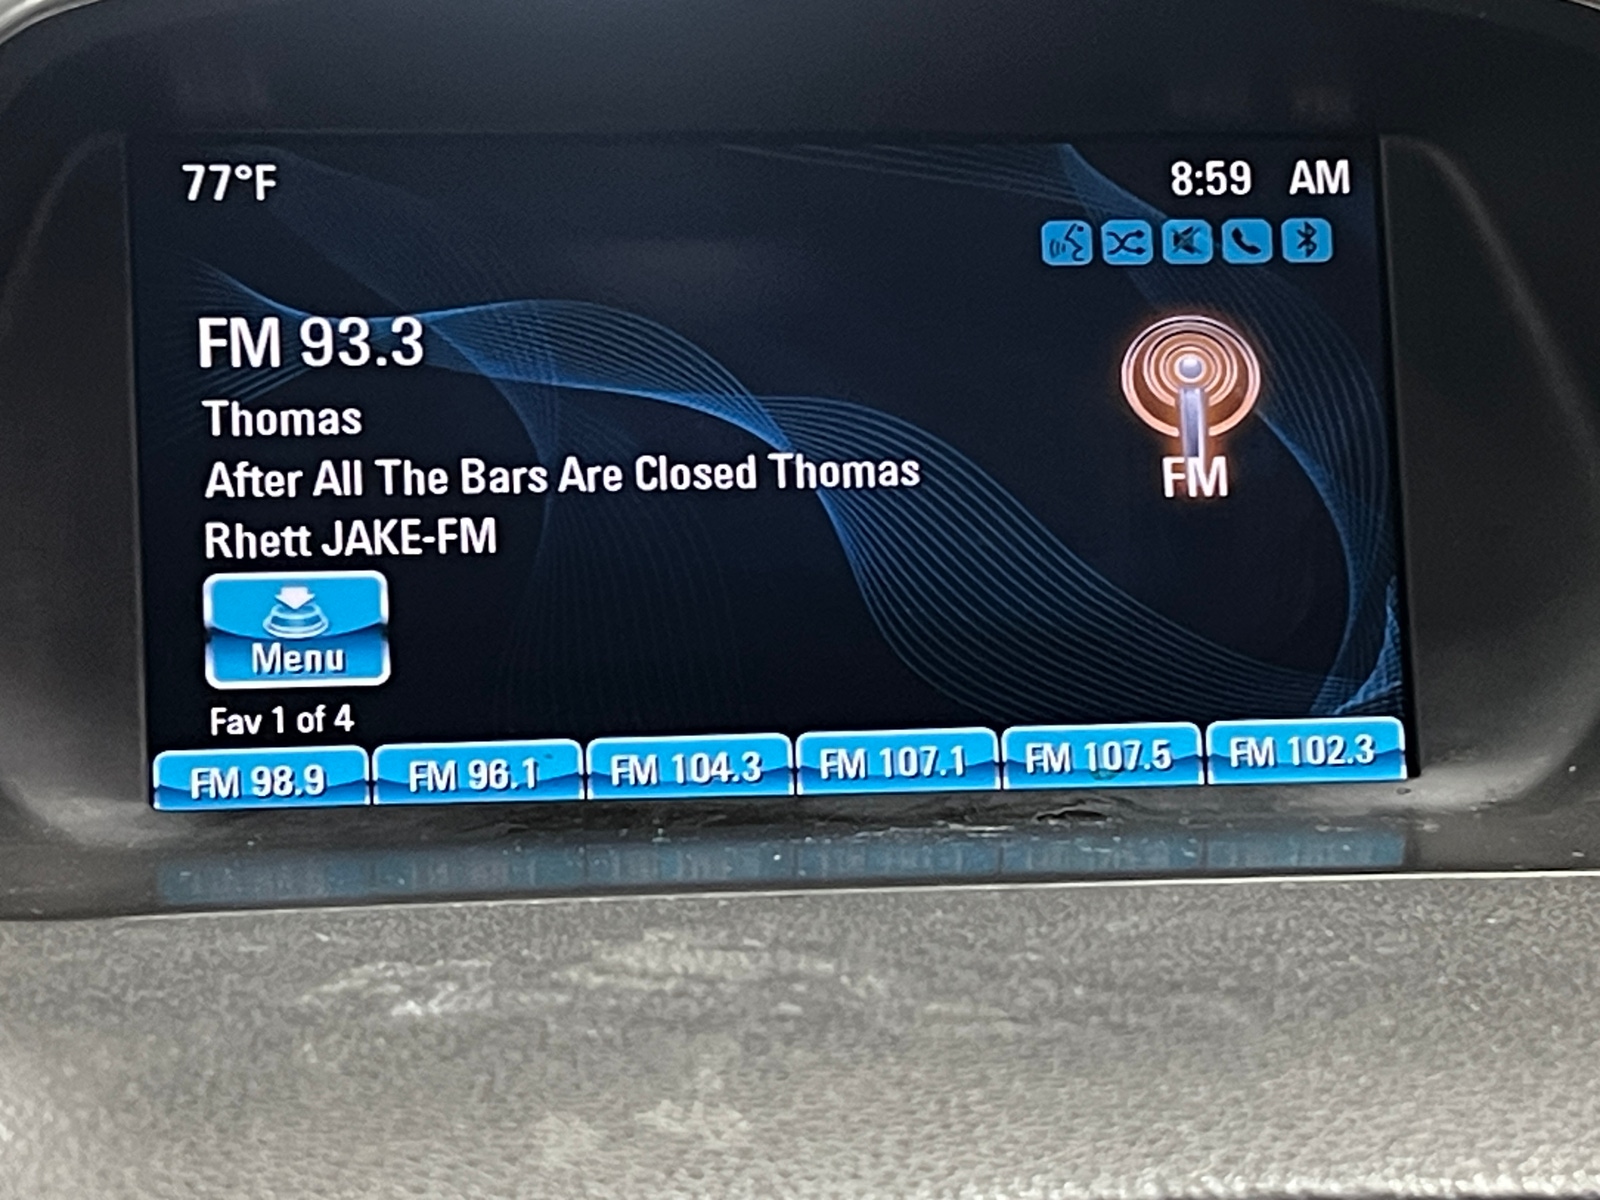 77°F
8:59 AM
FM 93.3
Thomas
After All The Bars Are Closed Thomas
Rhett JAKE-FM
FM
Menu
Fav 1 of 4
FM 98.9
FM 96.1
FM 104.3
FM 107.1
FM 107.5
FM 102.3